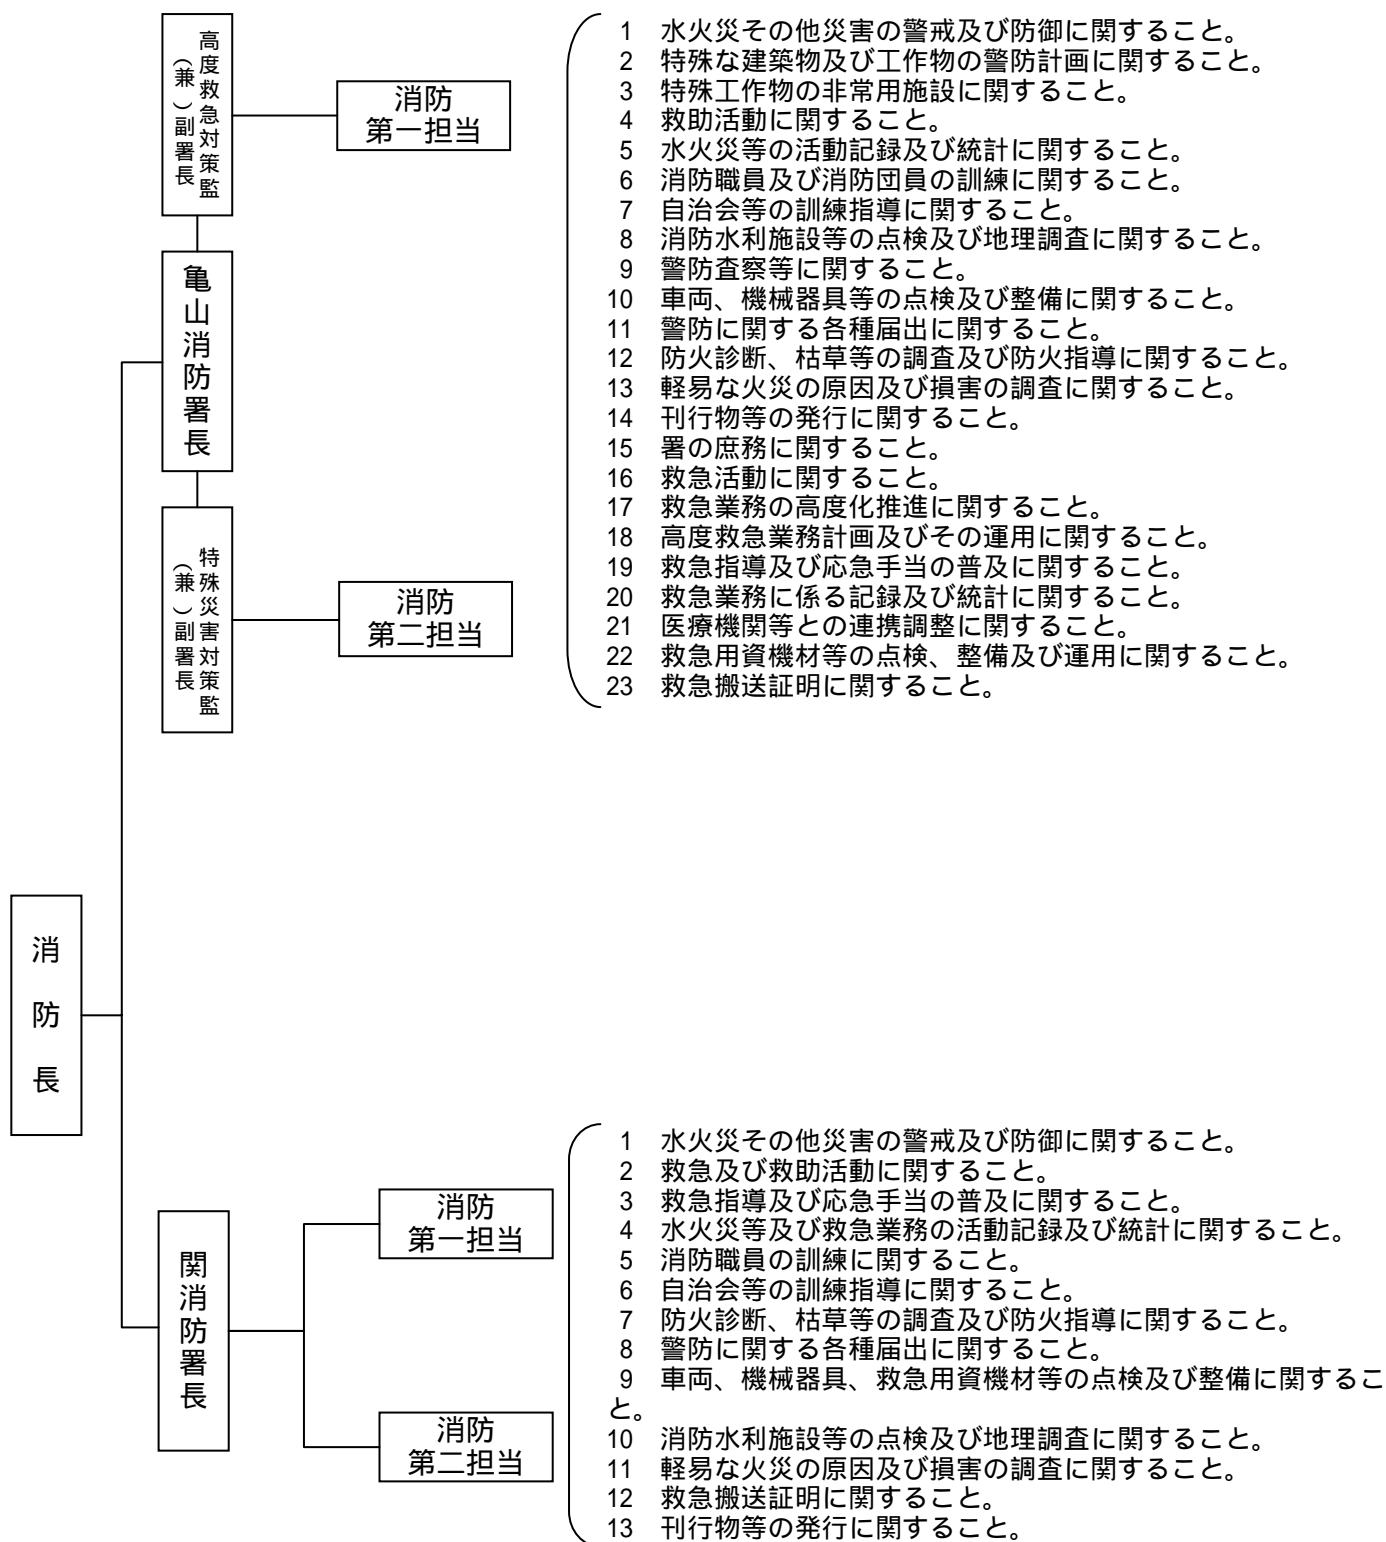 高度救急対策監
（兼）副署長
消防
第一担当
亀山消防署長
特殊災害対策監
（兼）副署長
消防
第二担当
1 水火災その他災害の警戒及び防御に関すること。
2 特殊な建築物及び工作物の警防計画に関すること。
3 特殊工作物の非常用施設に関すること。
4 救助活動に関すること。
5 水火災等の活動記録及び統計に関すること。
6 消防職員及び消防団員の訓練に関すること。
7 自治会等の訓練指導に関すること。
8 消防水利施設等の点検及び地理調査に関すること。
9 警防査察等に関すること。
10 車両、機械器具等の点検及び整備に関すること。
11 警防に関する各種届出に関すること。
12 防火診断、枯草等の調査及び防火指導に関すること。
13 軽易な火災の原因及び損害の調査に関すること。
14 刊行物等の発行に関すること。
15 署の庶務に関すること。
16 救急活動に関すること。
17 救急業務の高度化推進に関すること。
18 高度救急業務計画及びその運用に関すること。
19 救急指導及び応急手当の普及に関すること。
20 救急業務に係る記録及び統計に関すること。
21 医療機関等との連携調整に関すること。
22 救急用資機材等の点検、整備及び運用に関すること。
23 救急搬送証明に関すること。
消防長
関消防署長
消防
第一担当
消防
第二担当
1 水火災その他災害の警戒及び防御に関すること。
2 救急及び救助活動に関すること。
3 救急指導及び応急手当の普及に関すること。
4 水火災等及び救急業務の活動記録及び統計に関すること。
5 消防職員の訓練に関すること。
6 自治会等の訓練指導に関すること。
7 防火診断、枯草等の調査及び防火指導に関すること。
8 警防に関する各種届出に関すること。
9 車両、機械器具、救急用資機材等の点検及び整備に関するこ
と。
10 消防水利施設等の点検及び地理調査に関すること。
11 軽易な火災の原因及び損害の調査に関すること。
12 救急搬送証明に関すること。
13 刊行物等の発行に関すること。